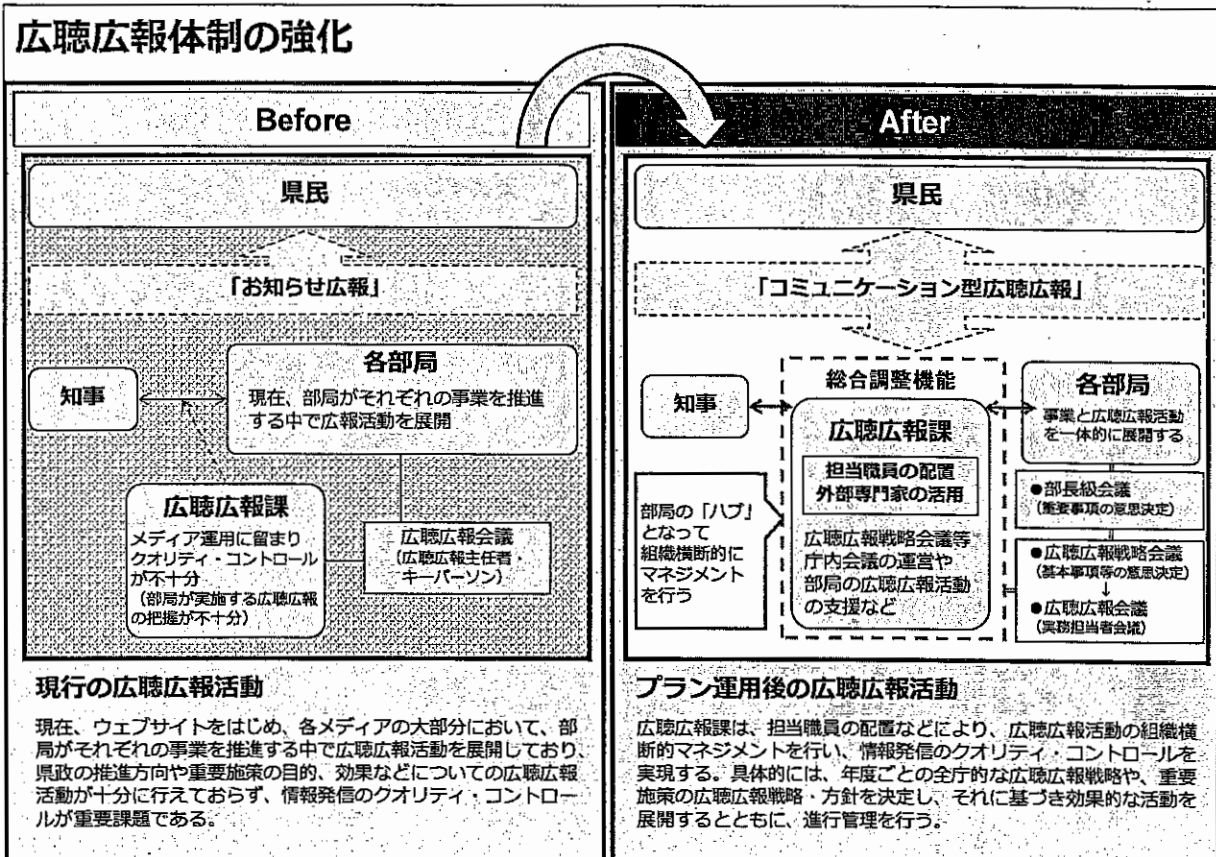 広聴広報体制の強化
Before
県民
「お知らせ広報」
知事
各部局
現在、部局がそれぞれの事業を推進
する中で広報活動を展開
広聴広報課
メディア運用に留まり
クオリティ・コントロール
が不十分
（部局が実施する広聴広報
の把握が不十分）
広聴広報会議
（広聴広報主任者・
キーパーソン）
現行の広聴広報活動
現在、ウェブサイトをはじめ、各メディアの大部分において、部
局がそれぞれの事業を推進する中で広聴広報活動を展開しており、
県政の推進方向や重要施策の目的、効果などについての広聴広報
活動が十分に行えておらず、情報発信のクオリティ・コントロー
ルが重要課題である。
After
県民
「コミュニケーション型広聴広報」
知事
総合調整機能
広聴広報課
担当職員の配置
外部専門家の活用
広聴広報戦略会議等
庁内会議の運営や
部局の広聴広報活動
の支援など
部局の「ハブ」
となって
組織横断的に
マネジメント
を行う
各部局
事業と広聴広報活動
を一体的に展開する
●部長級会議
（重要事項の意思決定）
●広聴広報戦略会議
（基本事項等の意思決定）
↓
●広聴広報会議
（実務担当者会議）
プラン運用後の広聴広報活動
広聴広報課は、担当職員の配置などにより、広聴広報活動の組織横
断的マネジメントを行い、情報発信のクオリティ・コントロールを
実現する。具体的には、年度ごとの全庁的な広聴広報戦略や、重要
施策の広聴広報戦略・方針を決定し、それに基づき効果的な活動を
展開するとともに、進行管理を行う。